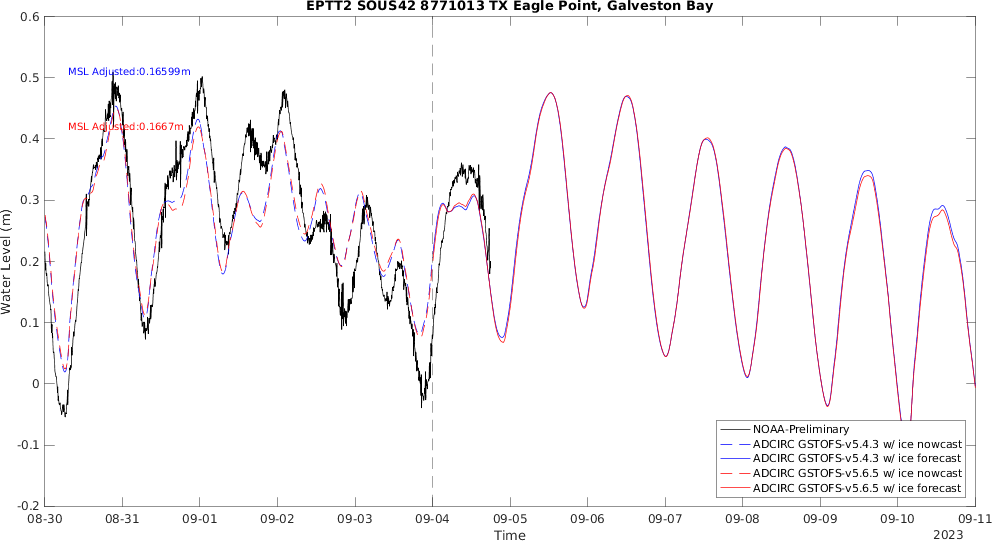 EPTT2 SOUS42 8771013 TX Eagle Point, Galveston Bay
0.6
0.5
0.4
0.3
0.2
0.1
0
-0.1
-0.2
Water Level (m)
MSL Adjusted:0.16599m
MSL Adjusted:0.1667m
NOAA-Preliminary
ADCIRC GSTOFS-v5.4.3 w/ ice nowcast
ADCIRC GSTOFS-v5.4.3 w/ ice forecast
ADCIRC GSTOFS-v5.6.5 w/ ice nowcast
ADCIRC GSTOFS-v5.6.5 w/ ice forecast
08-30 08-31 09-01 09-02 09-03 09-04 09-05 09-06 09-07 09-08 09-09 09-10 09-11
Time
2023